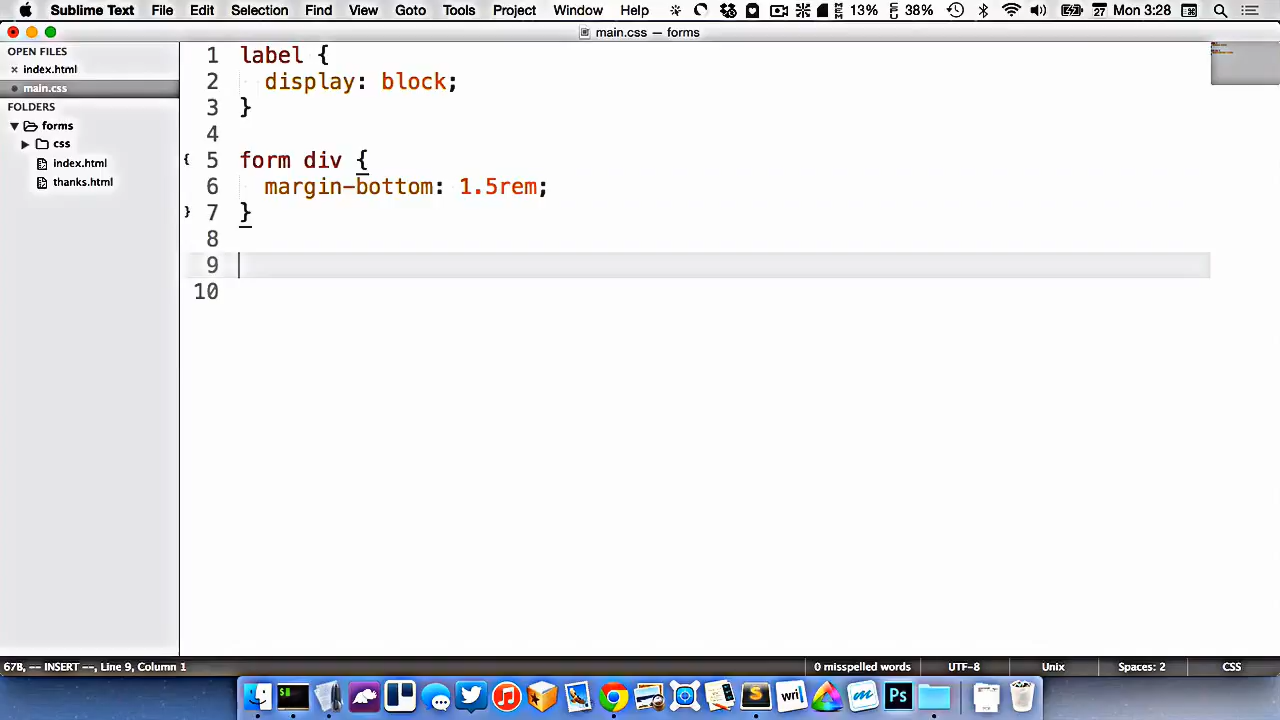 Sublime Text File Edit Selection Find View Goto Tools Project Window Help 13% 38% 27 Mon 3:28
main.css — forms
OPEN FILES
index.html
main.css
FOLDERS
forms
css
index.html
thanks.html
1 label {
2 display: block;
3 }
4
{ 5 form div {
6 margin-bottom: 1.5rem;
} 7 }
8
9
10
67B, -- INSERT --, Line 9, Column 1 0 misspelled words UTF-8 Unix Spaces: 2 CSS
wri Ps